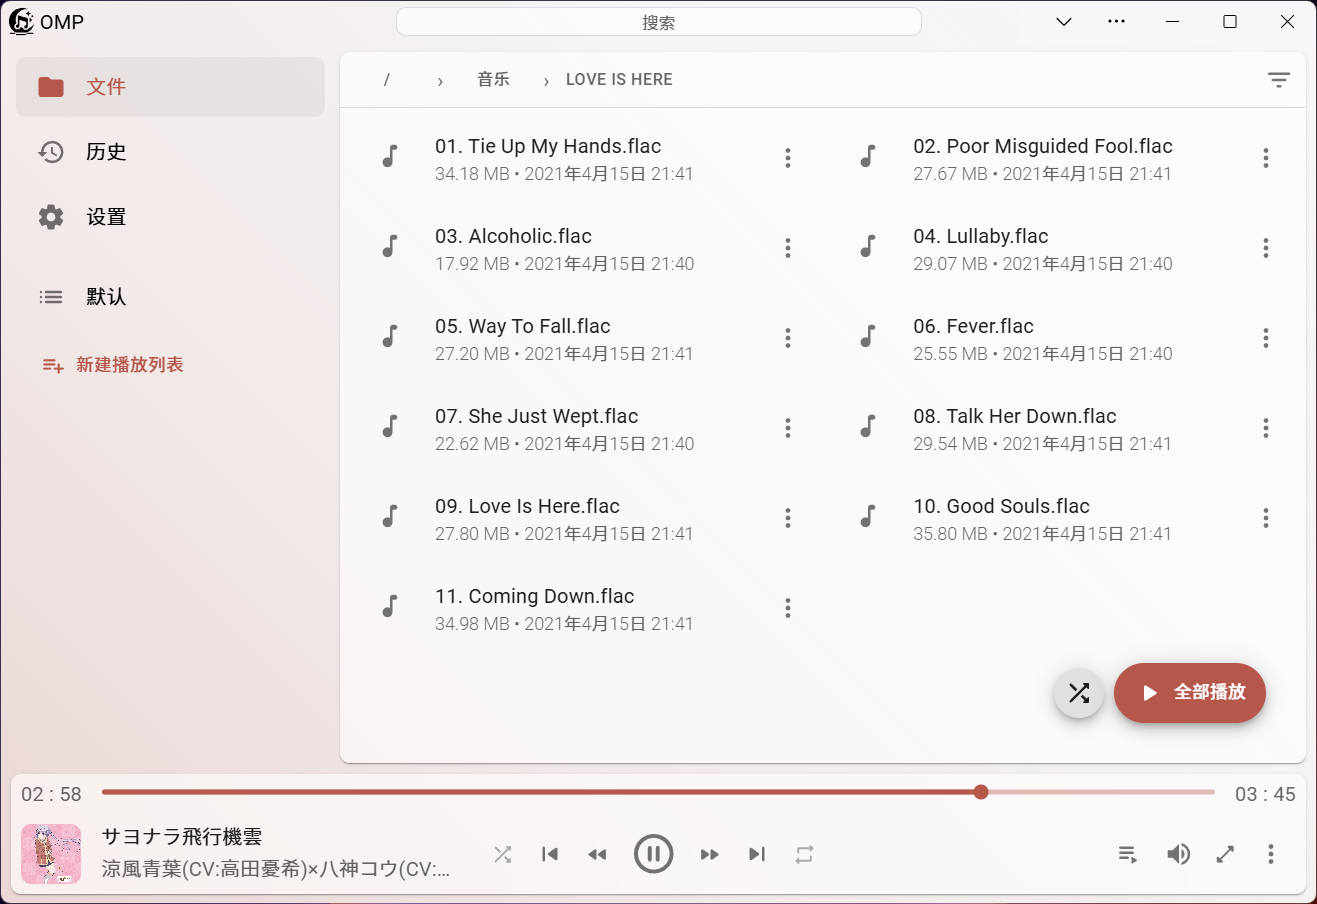 OMP
搜索
文件
历史
设置
默认
新建播放列表
/ › 音乐 › LOVE IS HERE
01. Tie Up My Hands.flac
34.18 MB • 2021年4月15日 21:41
02. Poor Misguided Fool.flac
27.67 MB • 2021年4月15日 21:41
03. Alcoholic.flac
17.92 MB • 2021年4月15日 21:40
04. Lullaby.flac
29.07 MB • 2021年4月15日 21:40
05. Way To Fall.flac
27.20 MB • 2021年4月15日 21:41
06. Fever.flac
25.55 MB • 2021年4月15日 21:40
07. She Just Wept.flac
22.62 MB • 2021年4月15日 21:40
08. Talk Her Down.flac
29.54 MB • 2021年4月15日 21:41
09. Love Is Here.flac
27.80 MB • 2021年4月15日 21:41
10. Good Souls.flac
35.80 MB • 2021年4月15日 21:41
11. Coming Down.flac
34.98 MB • 2021年4月15日 21:41
全部播放
02 : 58
03 : 45
サヨナラ飛行機雲
涼風青葉(CV:高田憂希)×八神コウ(CV:...